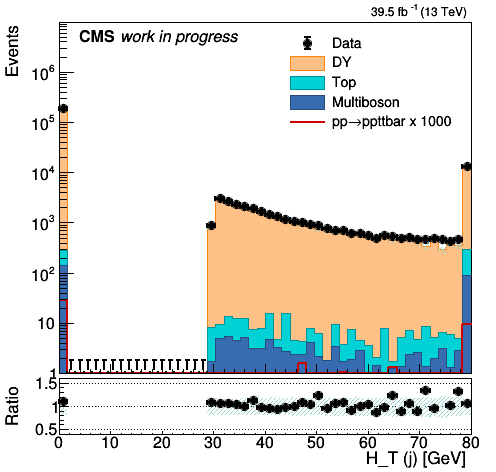 39.5 fb⁻¹ (13 TeV)
CMS work in progress
Events
Data
DY
Top
Multiboson
pp→ppttbar x 1000
10⁶
10⁵
10⁴
10³
10²
10
1
Ratio
1.5
1
0.5
0 10 20 30 40 50 60 70 80
H_T (j) [GeV]